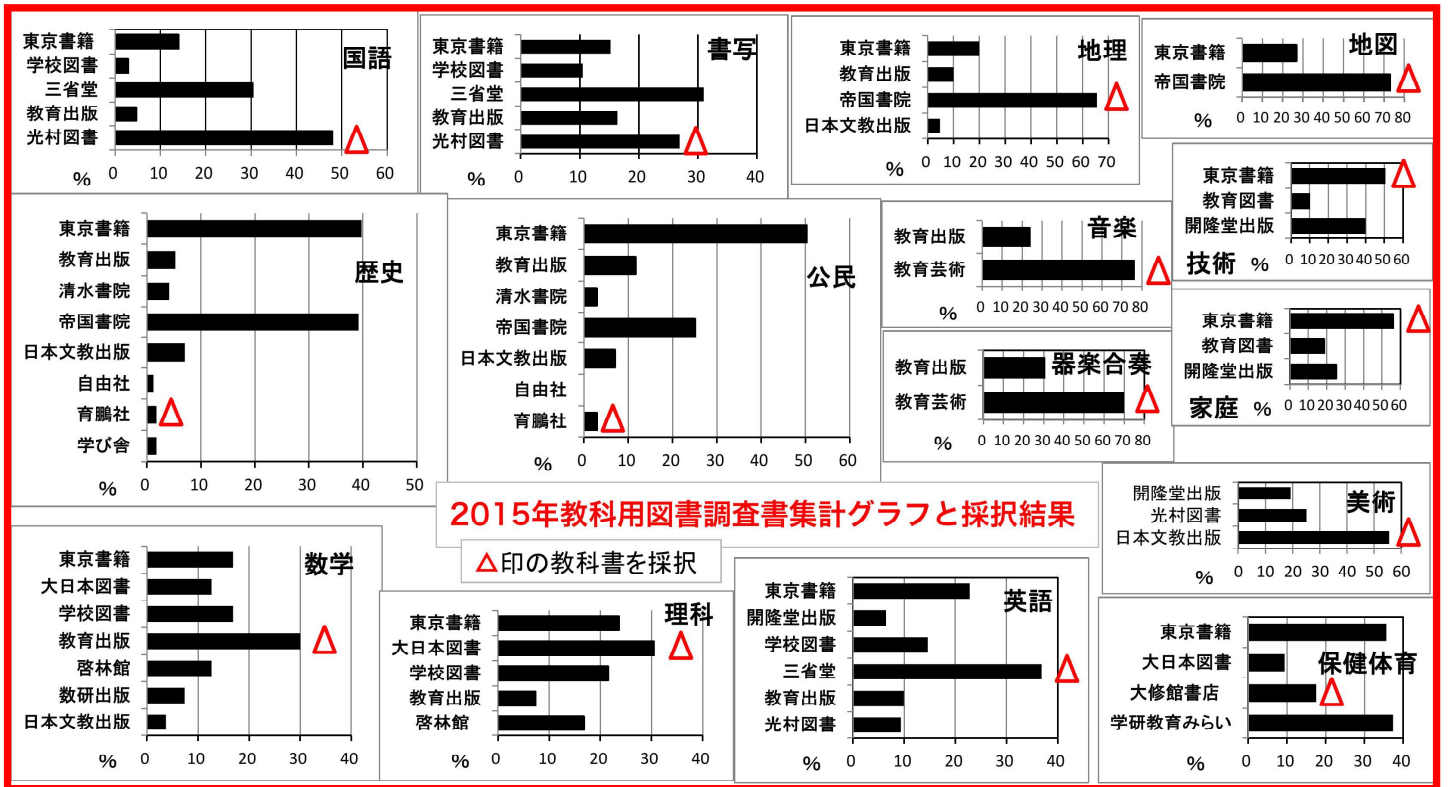 国語
東京書籍
学校図書
三省堂
教育出版
光村図書
% 0 10 20 30 40 50 60
書写
東京書籍
学校図書
三省堂
教育出版
光村図書
% 0 10 20 30 40
地理
東京書籍
教育出版
帝国書院
日本文教出版
% 0 10 20 30 40 50 60 70
地図
東京書籍
帝国書院
% 0 10 20 30 40 50 60 70 80
東京書籍
教育図書
開隆堂出版
技術 % 0 10 20 30 40 50 60
歴史
東京書籍
教育出版
清水書院
帝国書院
日本文教出版
自由社
育鵬社
学び舎
% 0 10 20 30 40 50
公民
東京書籍
教育出版
清水書院
帝国書院
日本文教出版
自由社
育鵬社
% 0 10 20 30 40 50 60
音楽
教育出版
教育芸術
% 0 10 20 30 40 50 60 70 80
器楽合奏
教育出版
教育芸術
% 0 10 20 30 40 50 60 70 80
東京書籍
教育図書
開隆堂出版
家庭 % 0 10 20 30 40 50 60
2015年教科用図書調査書集計グラフと採択結果
△印の教科書を採択
美術
開隆堂出版
光村図書
日本文教出版
% 0 10 20 30 40 50 60
数学
東京書籍
大日本図書
学校図書
教育出版
啓林館
数研出版
日本文教出版
% 0 10 20 30 40
理科
東京書籍
大日本図書
学校図書
教育出版
啓林館
% 0 10 20 30 40
英語
東京書籍
開隆堂出版
学校図書
三省堂
教育出版
光村図書
% 0 10 20 30 40
保健体育
東京書籍
大日本図書
大修館書店
学研教育みらい
% 0 10 20 30 40